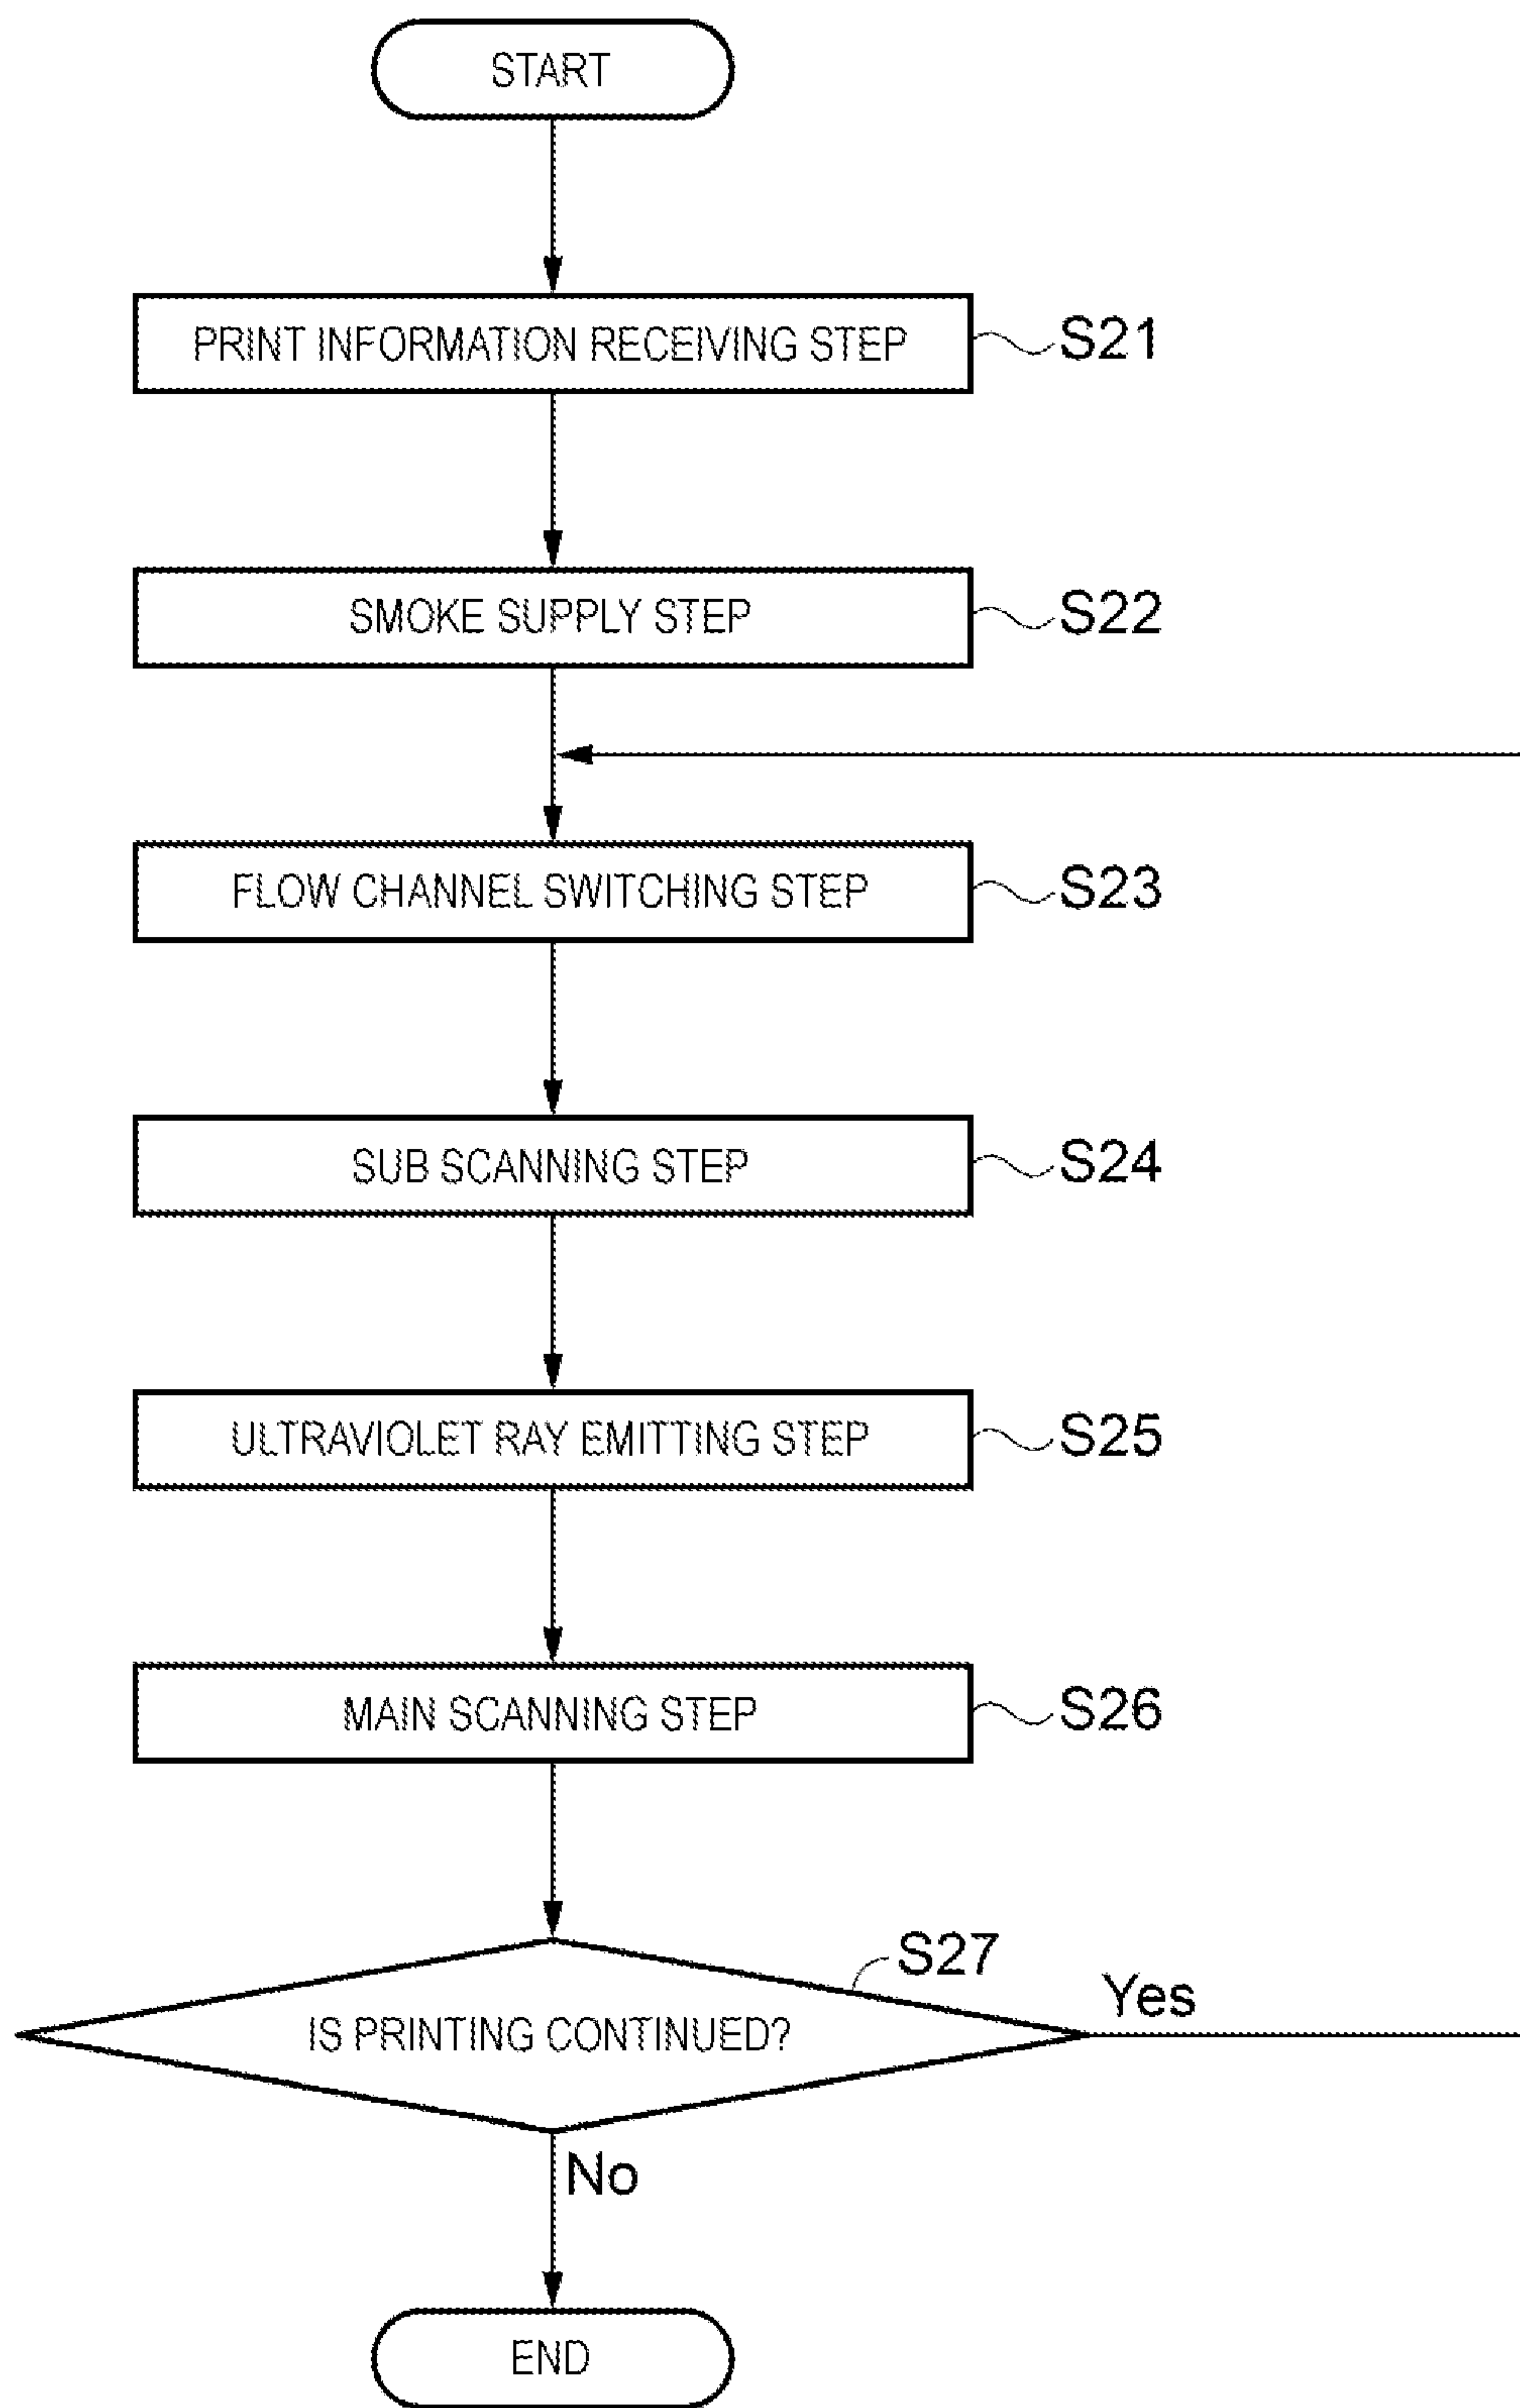 START
PRINT INFORMATION RECEIVING STEP S21
SMOKE SUPPLY STEP S22
FLOW CHANNEL SWITCHING STEP S23
SUB SCANNING STEP S24
ULTRAVIOLET RAY EMITTING STEP S25
MAIN SCANNING STEP S26
S27
Yes
IS PRINTING CONTINUED?
No
END